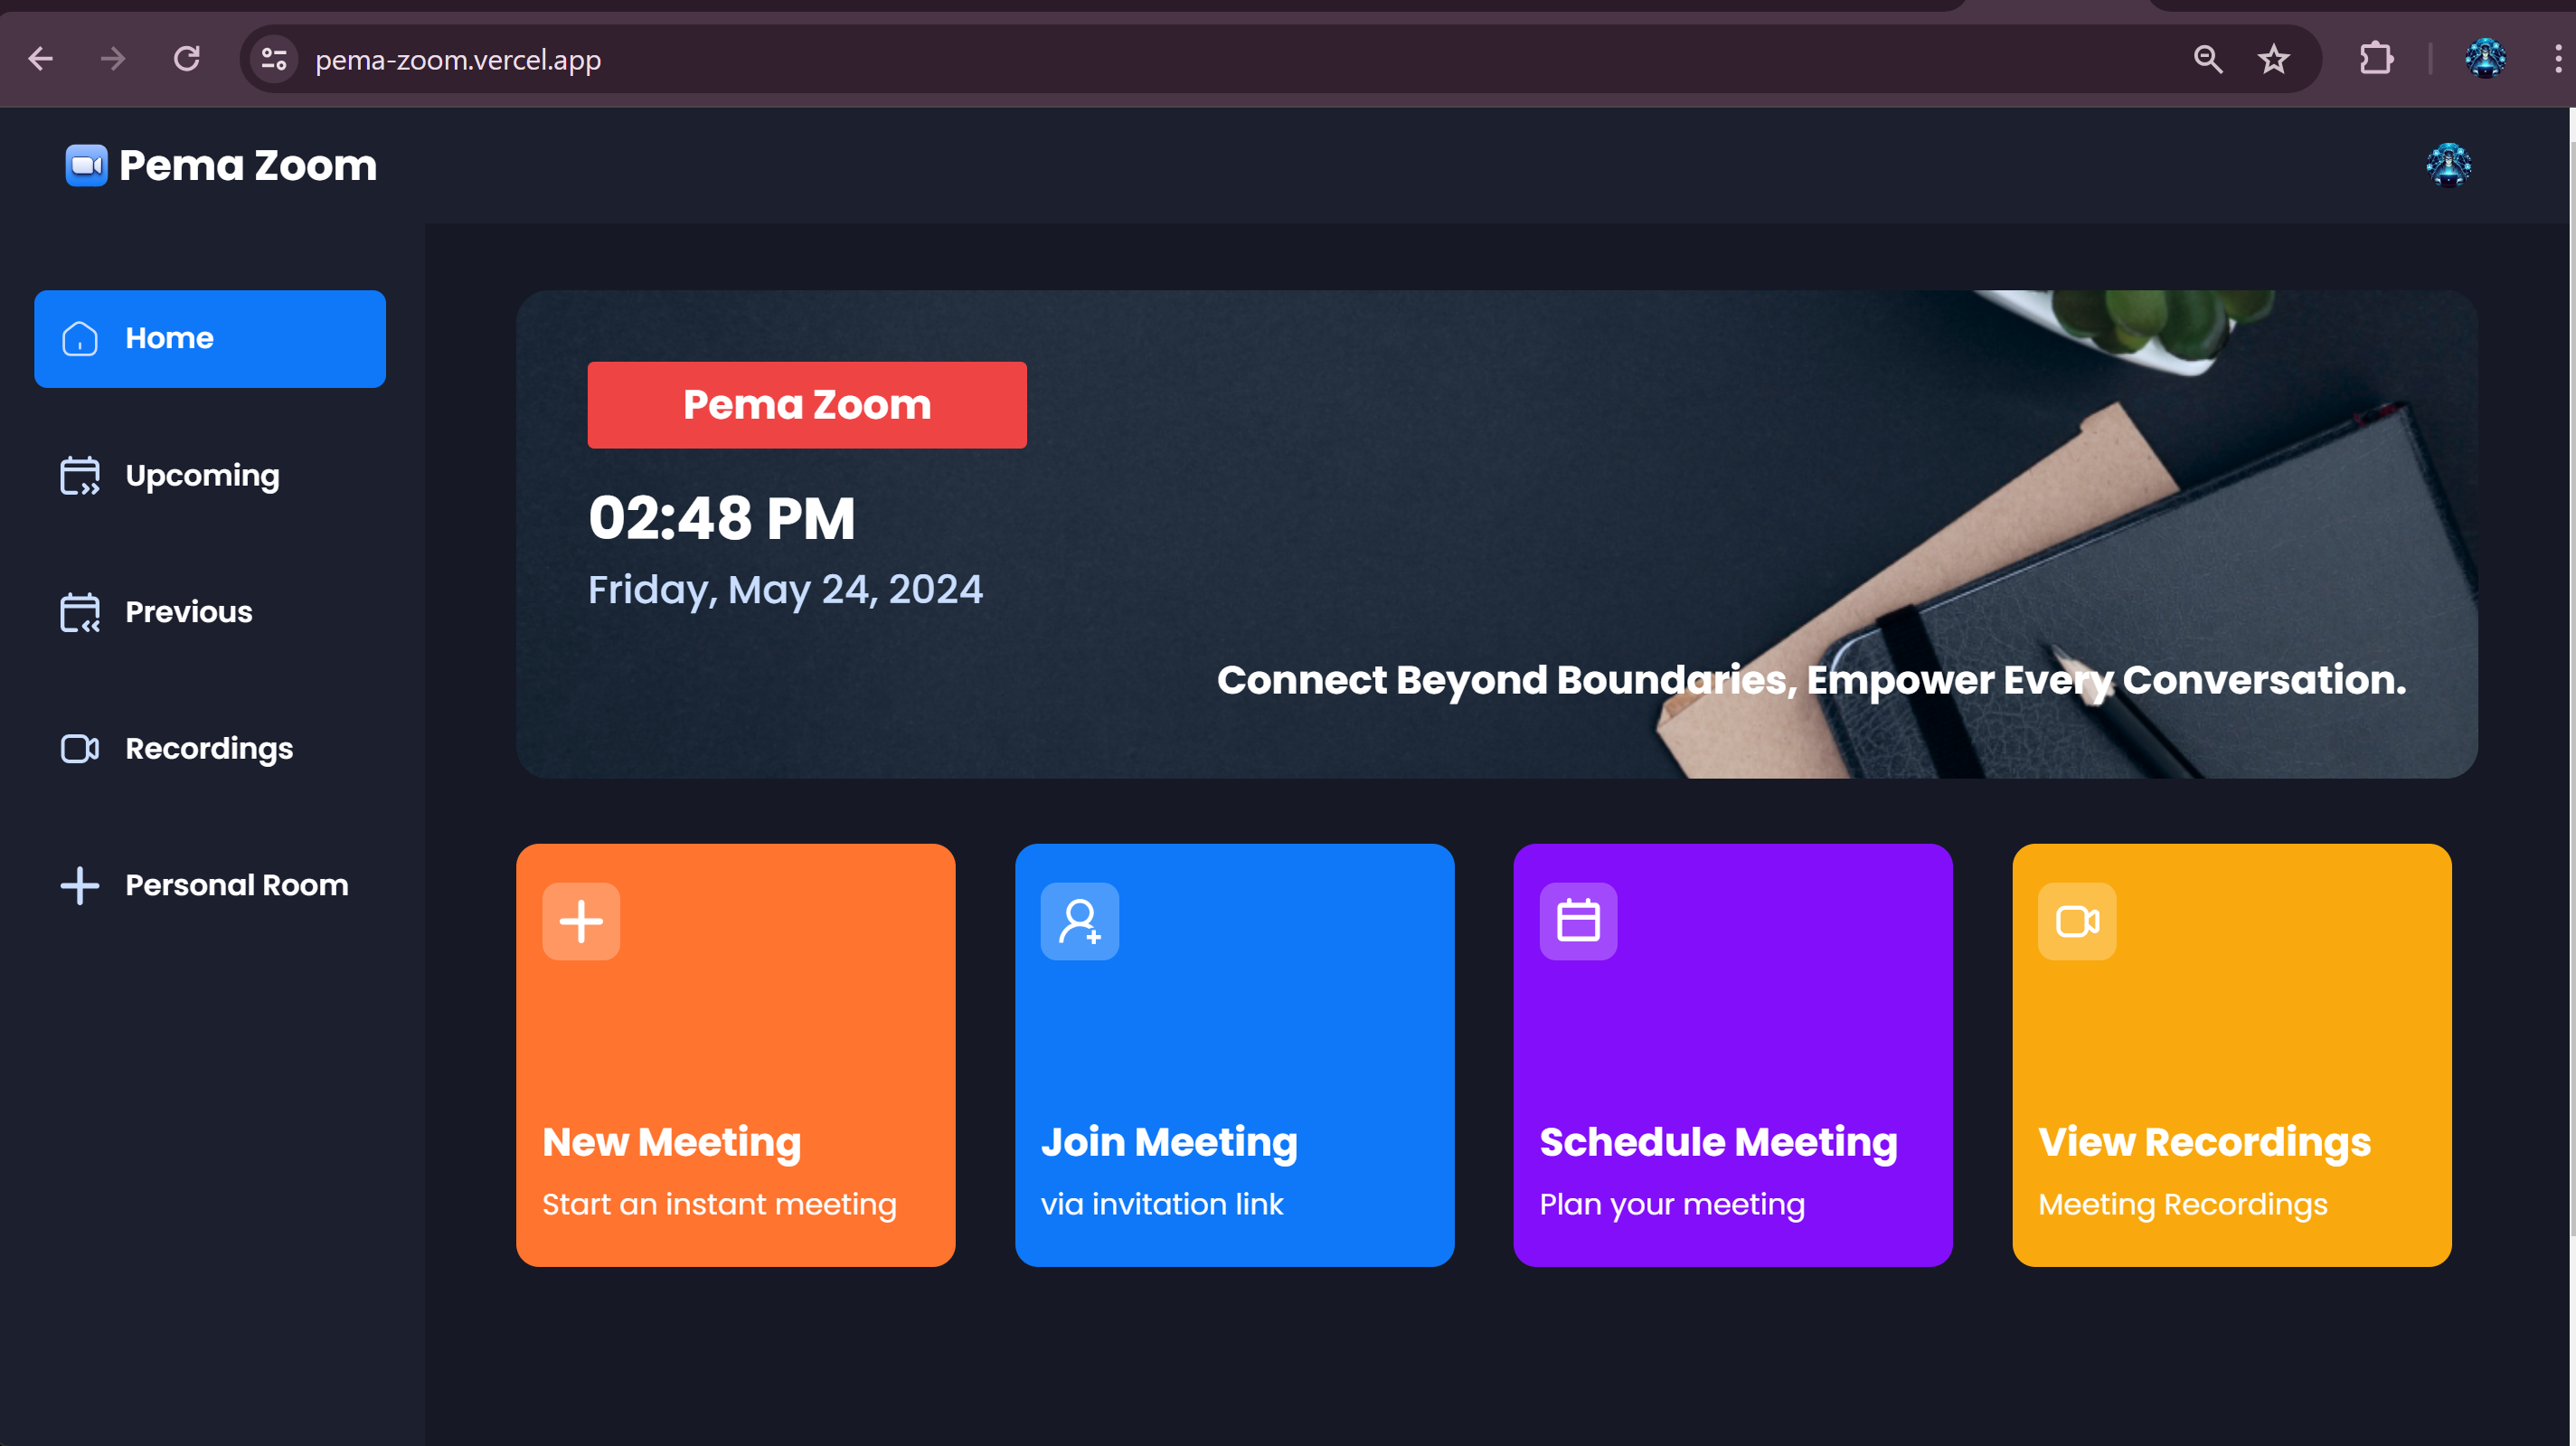 pema-zoom.vercel.app
Pema Zoom
Home
Upcoming
Previous
Recordings
Personal Room
Pema Zoom
02:48 PM
Friday, May 24, 2024
Connect Beyond Boundaries, Empower Every Conversation.
New Meeting
Start an instant meeting
Join Meeting
via invitation link
Schedule Meeting
Plan your meeting
View Recordings
Meeting Recordings